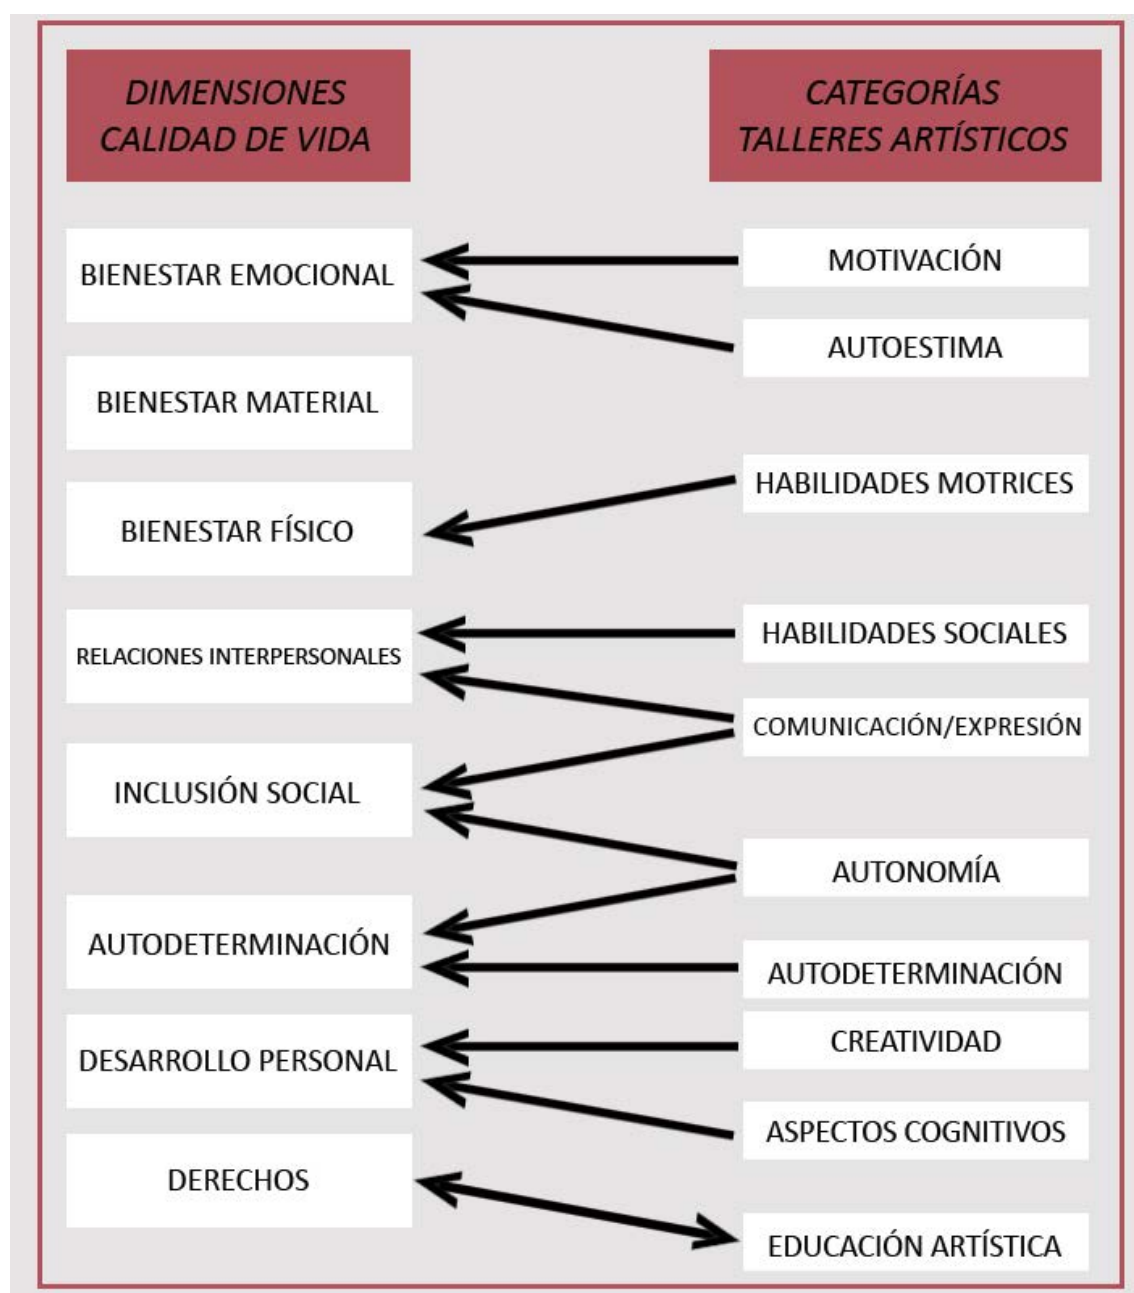 DIMENSIONES
CALIDAD DE VIDA
CATEGORÍAS
TALLERES ARTÍSTICOS
BIENESTAR EMOCIONAL
BIENESTAR MATERIAL
BIENESTAR FÍSICO
RELACIONES INTERPERSONALES
INCLUSIÓN SOCIAL
AUTODETERMINACIÓN
DESARROLLO PERSONAL
DERECHOS
MOTIVACIÓN
AUTOESTIMA
HABILIDADES MOTRICES
HABILIDADES SOCIALES
COMUNICACIÓN/EXPRESIÓN
AUTONOMÍA
AUTODETERMINACIÓN
CREATIVIDAD
ASPECTOS COGNITIVOS
EDUCACIÓN ARTÍSTICA